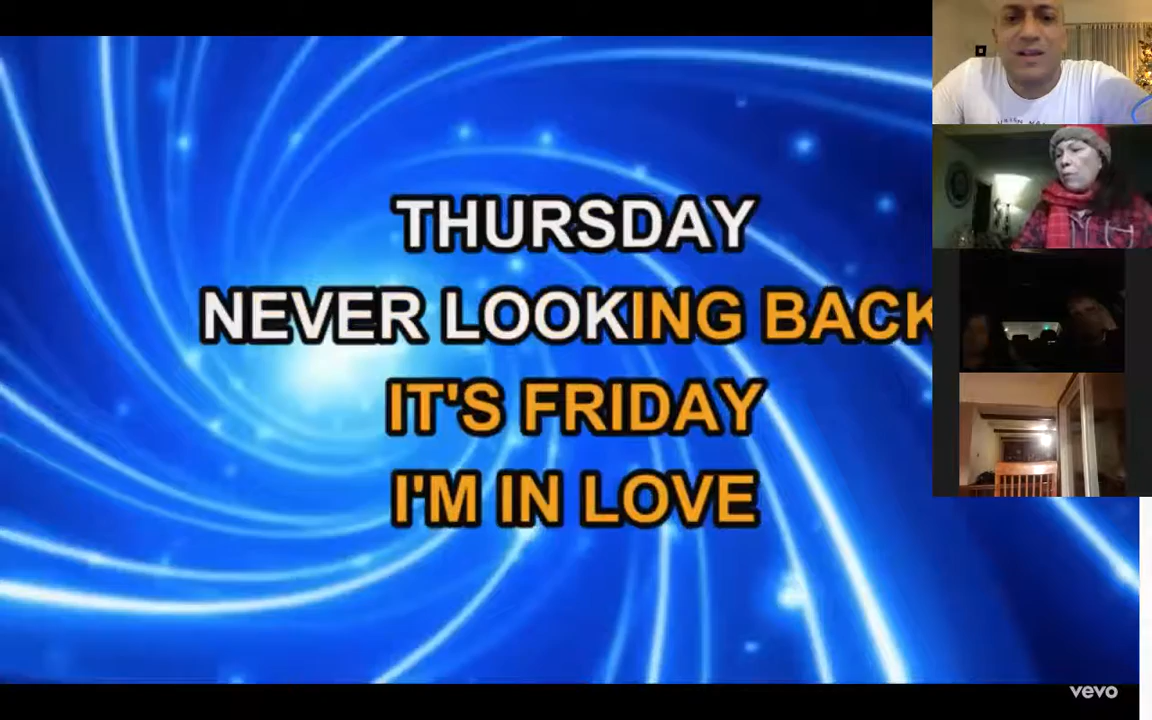 THURSDAY
NEVER LOOKING BACK
IT'S FRIDAY
I'M IN LOVE
vevo